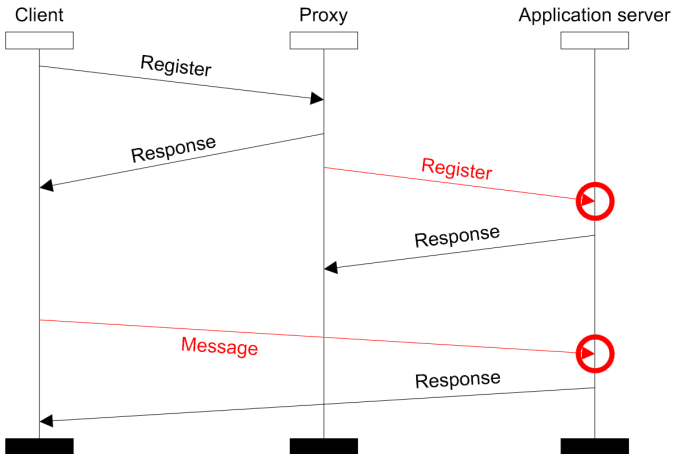 Client
Proxy
Application server
Register
Response
Register
Response
Message
Response